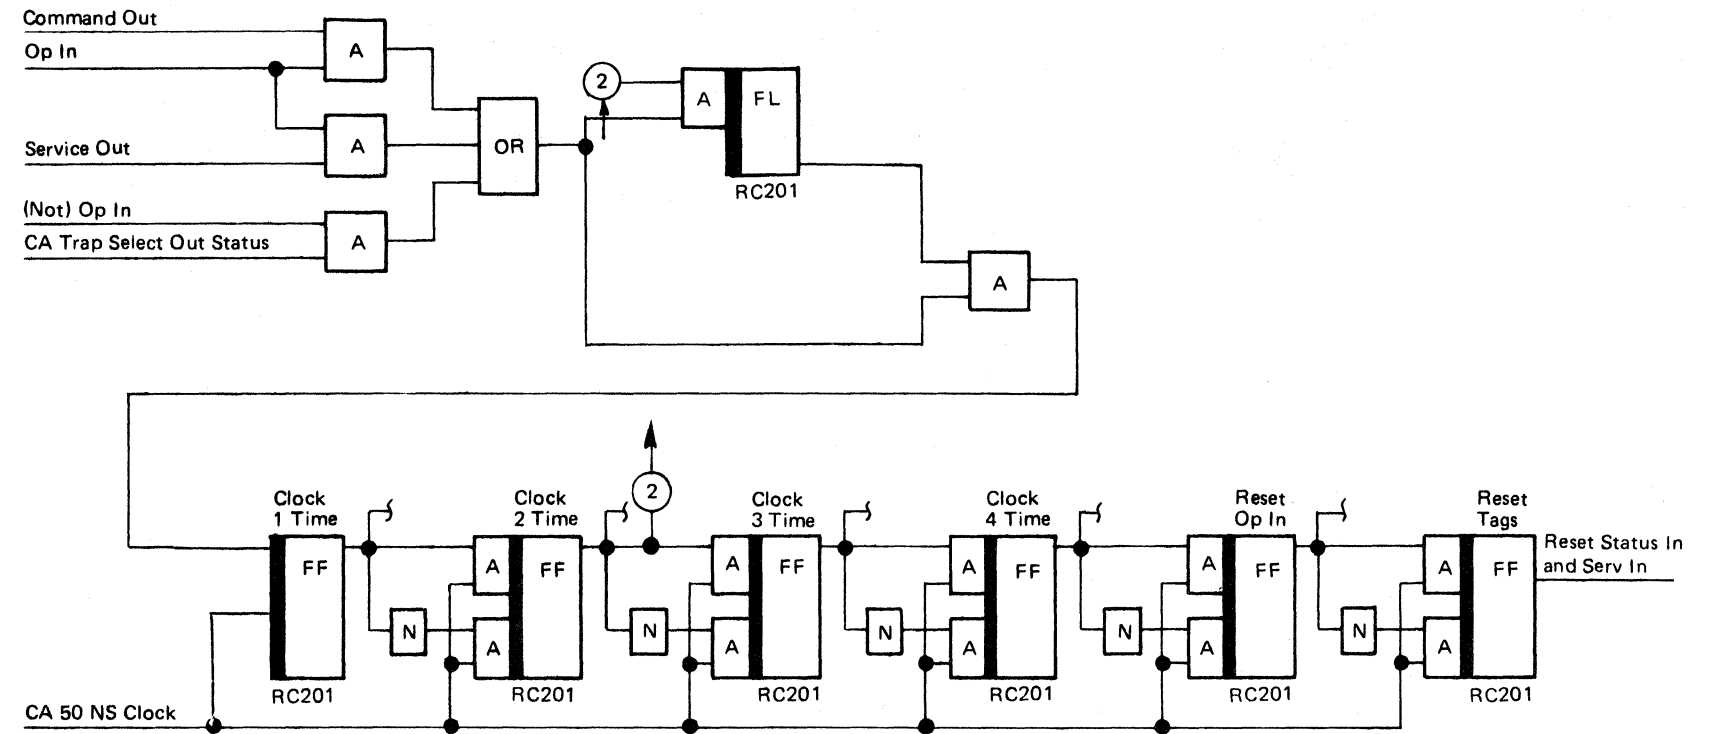 Command Out
A
Op In
2
A
FL
Service Out
A
OR
RC201
(Not) Op In
CA Trap Select Out Status
A
A
2
Clock
1 Time
Clock
2 Time
Clock
3 Time
Clock
4 Time
Reset
Op In
Reset
Tags
Reset Status In
and Serv In
FF
A
FF
A
FF
A
FF
A
FF
A
FF
N
A
N
A
N
A
N
A
N
A
RC201
RC201
RC201
RC201
RC201
RC201
CA 50 NS Clock